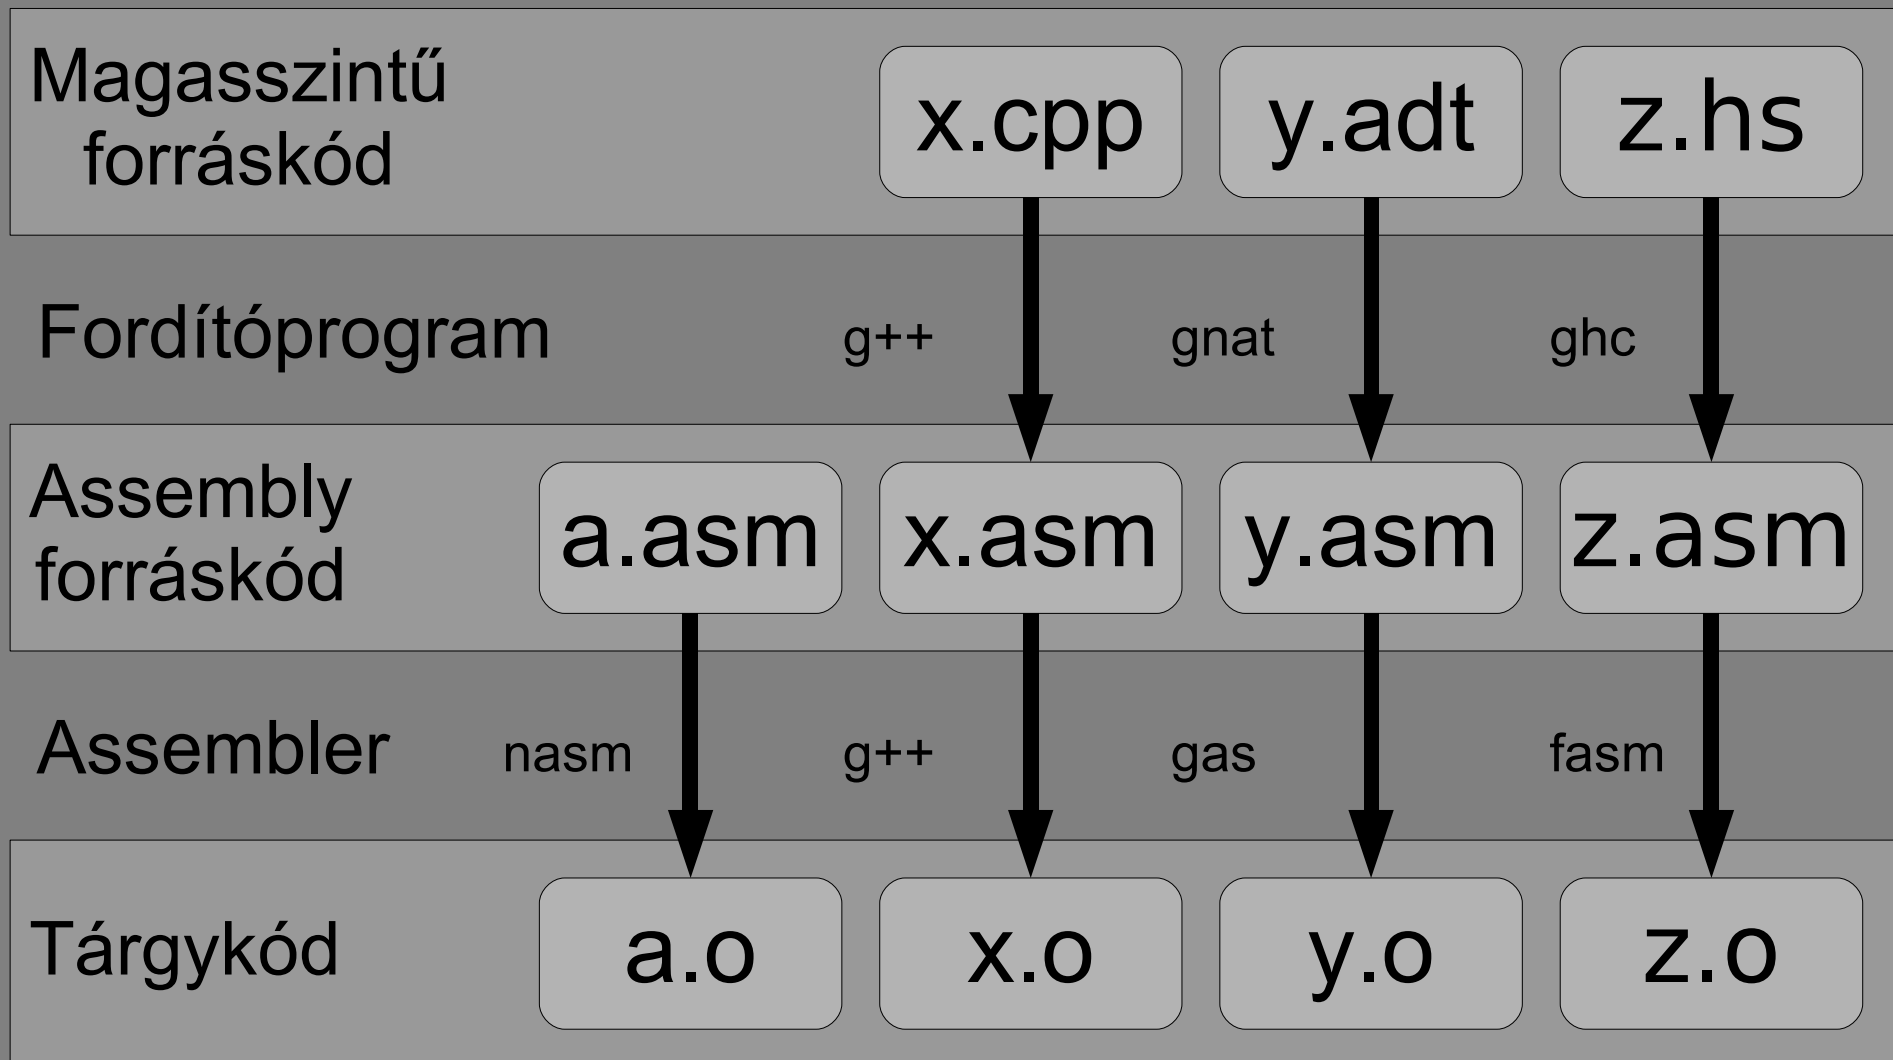 Magasszintű
forráskód
x.cpp y.adt z.hs
Fordítóprogram g++ gnat ghc
Assembly
forráskód
a.asm x.asm y.asm z.asm
Assembler nasm g++ gas fasm
Tárgykód a.o x.o y.o z.o